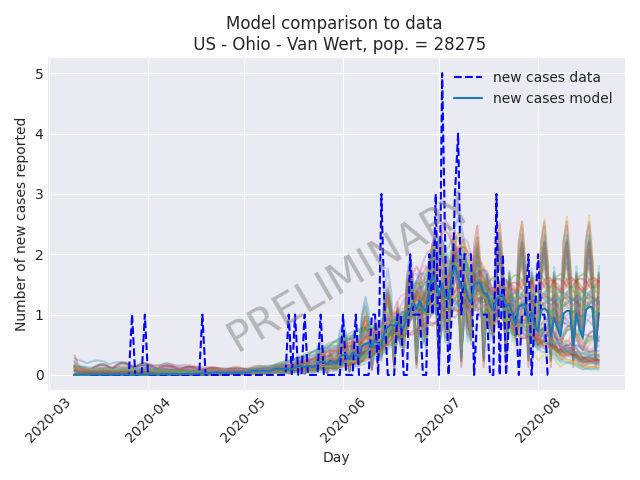 Model comparison to data
US - Ohio - Van Wert, pop. = 28275
new cases data
new cases model
PRELIMINARY
Number of new cases reported
5
4
3
2
1
0
2020-03
2020-04
2020-05
2020-06
2020-07
2020-08
Day